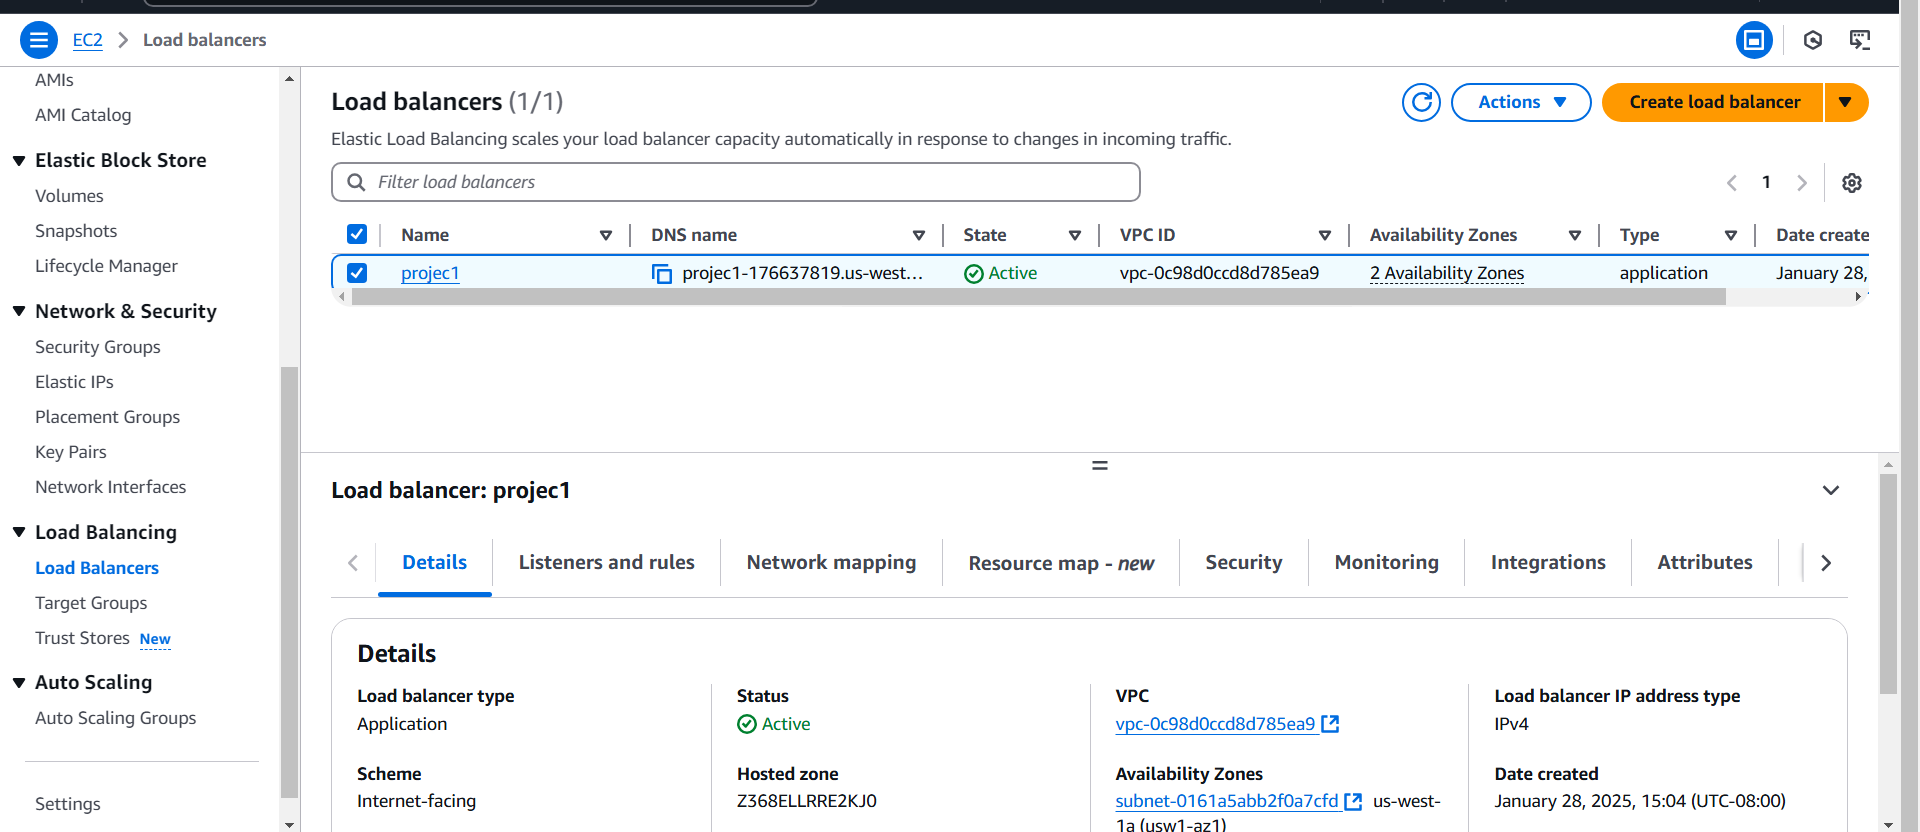 EC2 > Load balancers
AMIs
AMI Catalog
Elastic Block Store
Volumes
Snapshots
Lifecycle Manager
Network & Security
Security Groups
Elastic IPs
Placement Groups
Key Pairs
Network Interfaces
Load Balancing
Load Balancers
Target Groups
Trust Stores New
Auto Scaling
Auto Scaling Groups
Settings
Load balancers (1/1)
Actions
Create load balancer
Elastic Load Balancing scales your load balancer capacity automatically in response to changes in incoming traffic.
Filter load balancers
1
Name DNS name State VPC ID Availability Zones Type Date create
projec1 projec1-176637819.us-west... Active vpc-0c98d0ccd8d785ea9 2 Availability Zones application January 28,
Load balancer: projec1
Details Listeners and rules Network mapping Resource map - new Security Monitoring Integrations Attributes
Details
Load balancer type
Application
Status
Active
VPC
vpc-0c98d0ccd8d785ea9
Load balancer IP address type
IPv4
Scheme
Internet-facing
Hosted zone
Z368ELLRRE2KJ0
Availability Zones
subnet-0161a5abb2f0a7cfd us-west-
1a (usw1-az1)
Date created
January 28, 2025, 15:04 (UTC-08:00)